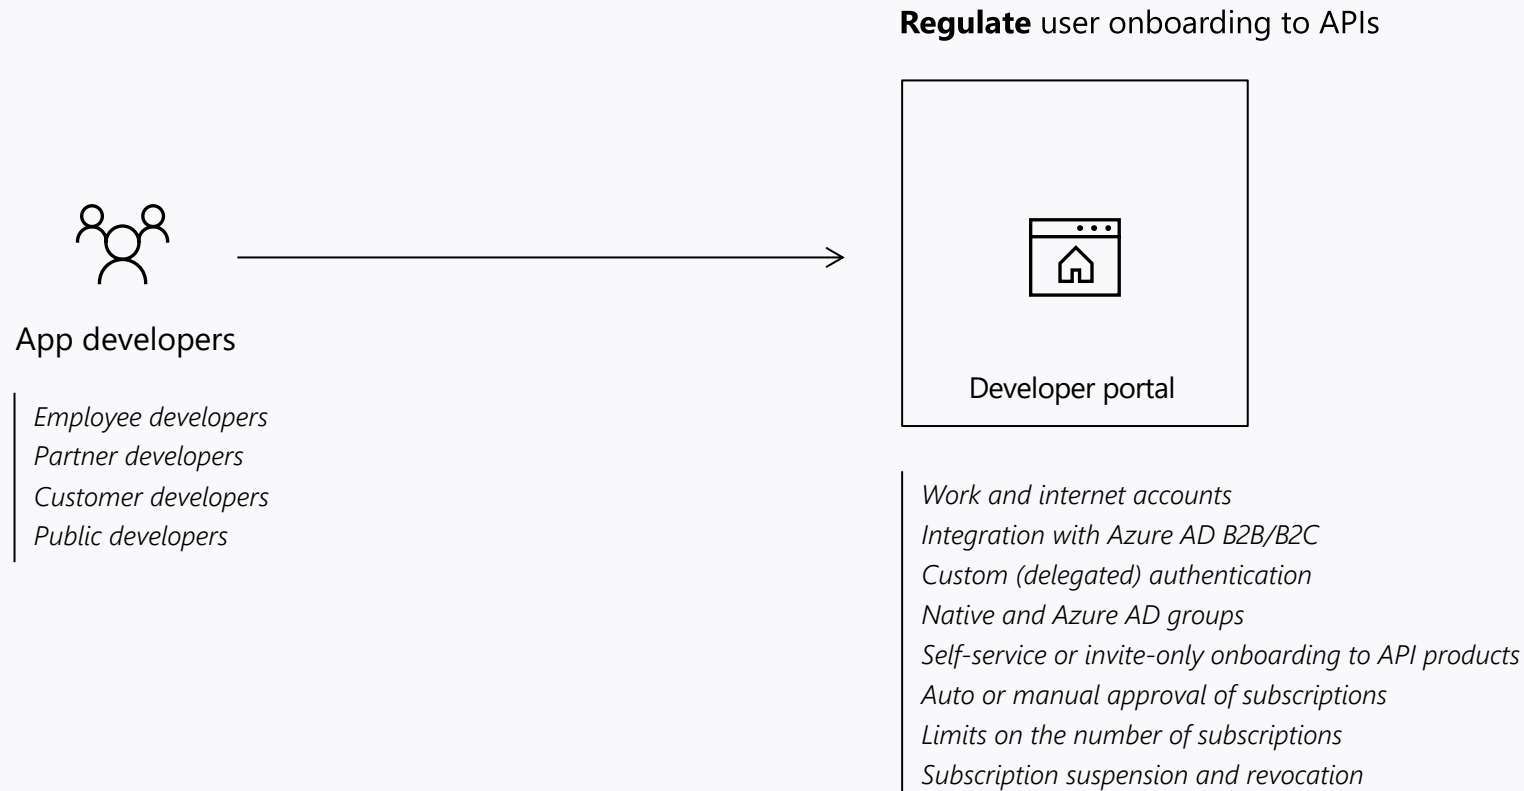 Regulate user onboarding to APIs
App developers
Employee developers
Partner developers
Customer developers
Public developers
Developer portal
Work and internet accounts
Integration with Azure AD B2B/B2C
Custom (delegated) authentication
Native and Azure AD groups
Self-service or invite-only onboarding to API products
Auto or manual approval of subscriptions
Limits on the number of subscriptions
Subscription suspension and revocation